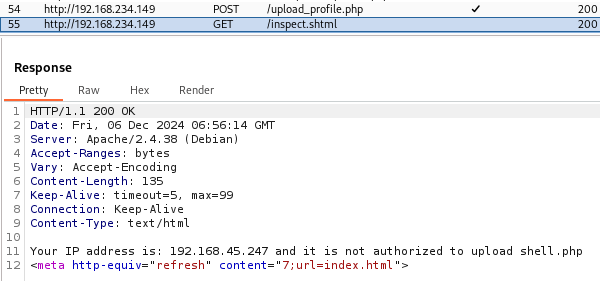 54 http://192.168.234.149 POST /upload_profile.php ✓ 200
55 http://192.168.234.149 GET /inspect.shtml 200
Response
Pretty Raw Hex Render
1 HTTP/1.1 200 OK
2 Date: Fri, 06 Dec 2024 06:56:14 GMT
3 Server: Apache/2.4.38 (Debian)
4 Accept-Ranges: bytes
5 Vary: Accept-Encoding
6 Content-Length: 135
7 Keep-Alive: timeout=5, max=99
8 Connection: Keep-Alive
9 Content-Type: text/html
10
11 Your IP address is: 192.168.45.247 and it is not authorized to upload shell.php
12 <meta http-equiv="refresh" content="7;url=index.html">